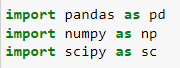 import pandas as pd
import numpy as np
import scipy as sc